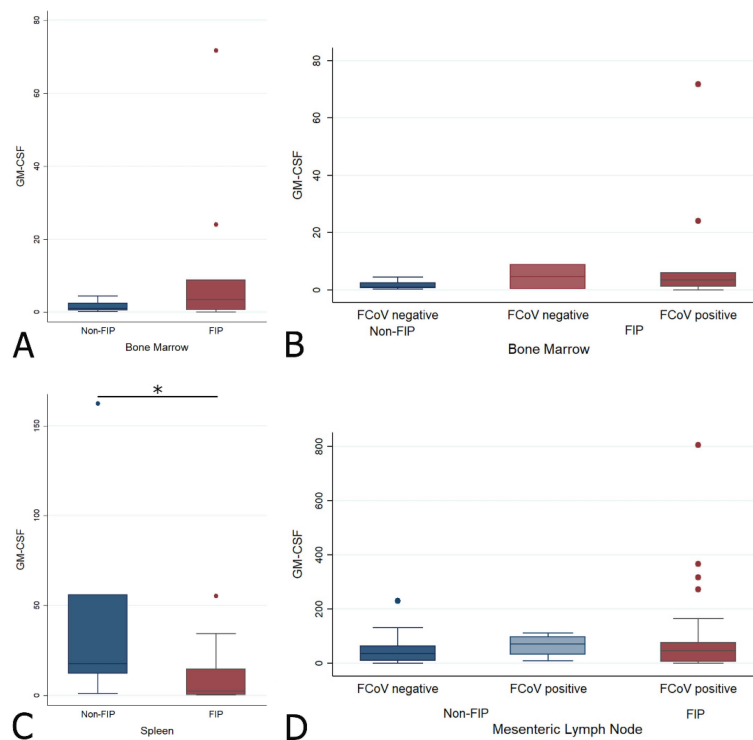 80
60
40
20
0
GM-CSF
Non-FIP FIP
Bone Marrow
A
80
60
40
20
0
GM-CSF
FCoV negative FCoV negative FCoV positive
Non-FIP FIP
Bone Marrow
B
*
150
100
50
0
GM-CSF
Non-FIP FIP
Spleen
C
800
600
400
200
0
GM-CSF
FCoV negative FCoV positive FCoV positive
Non-FIP FIP
Mesenteric Lymph Node
D